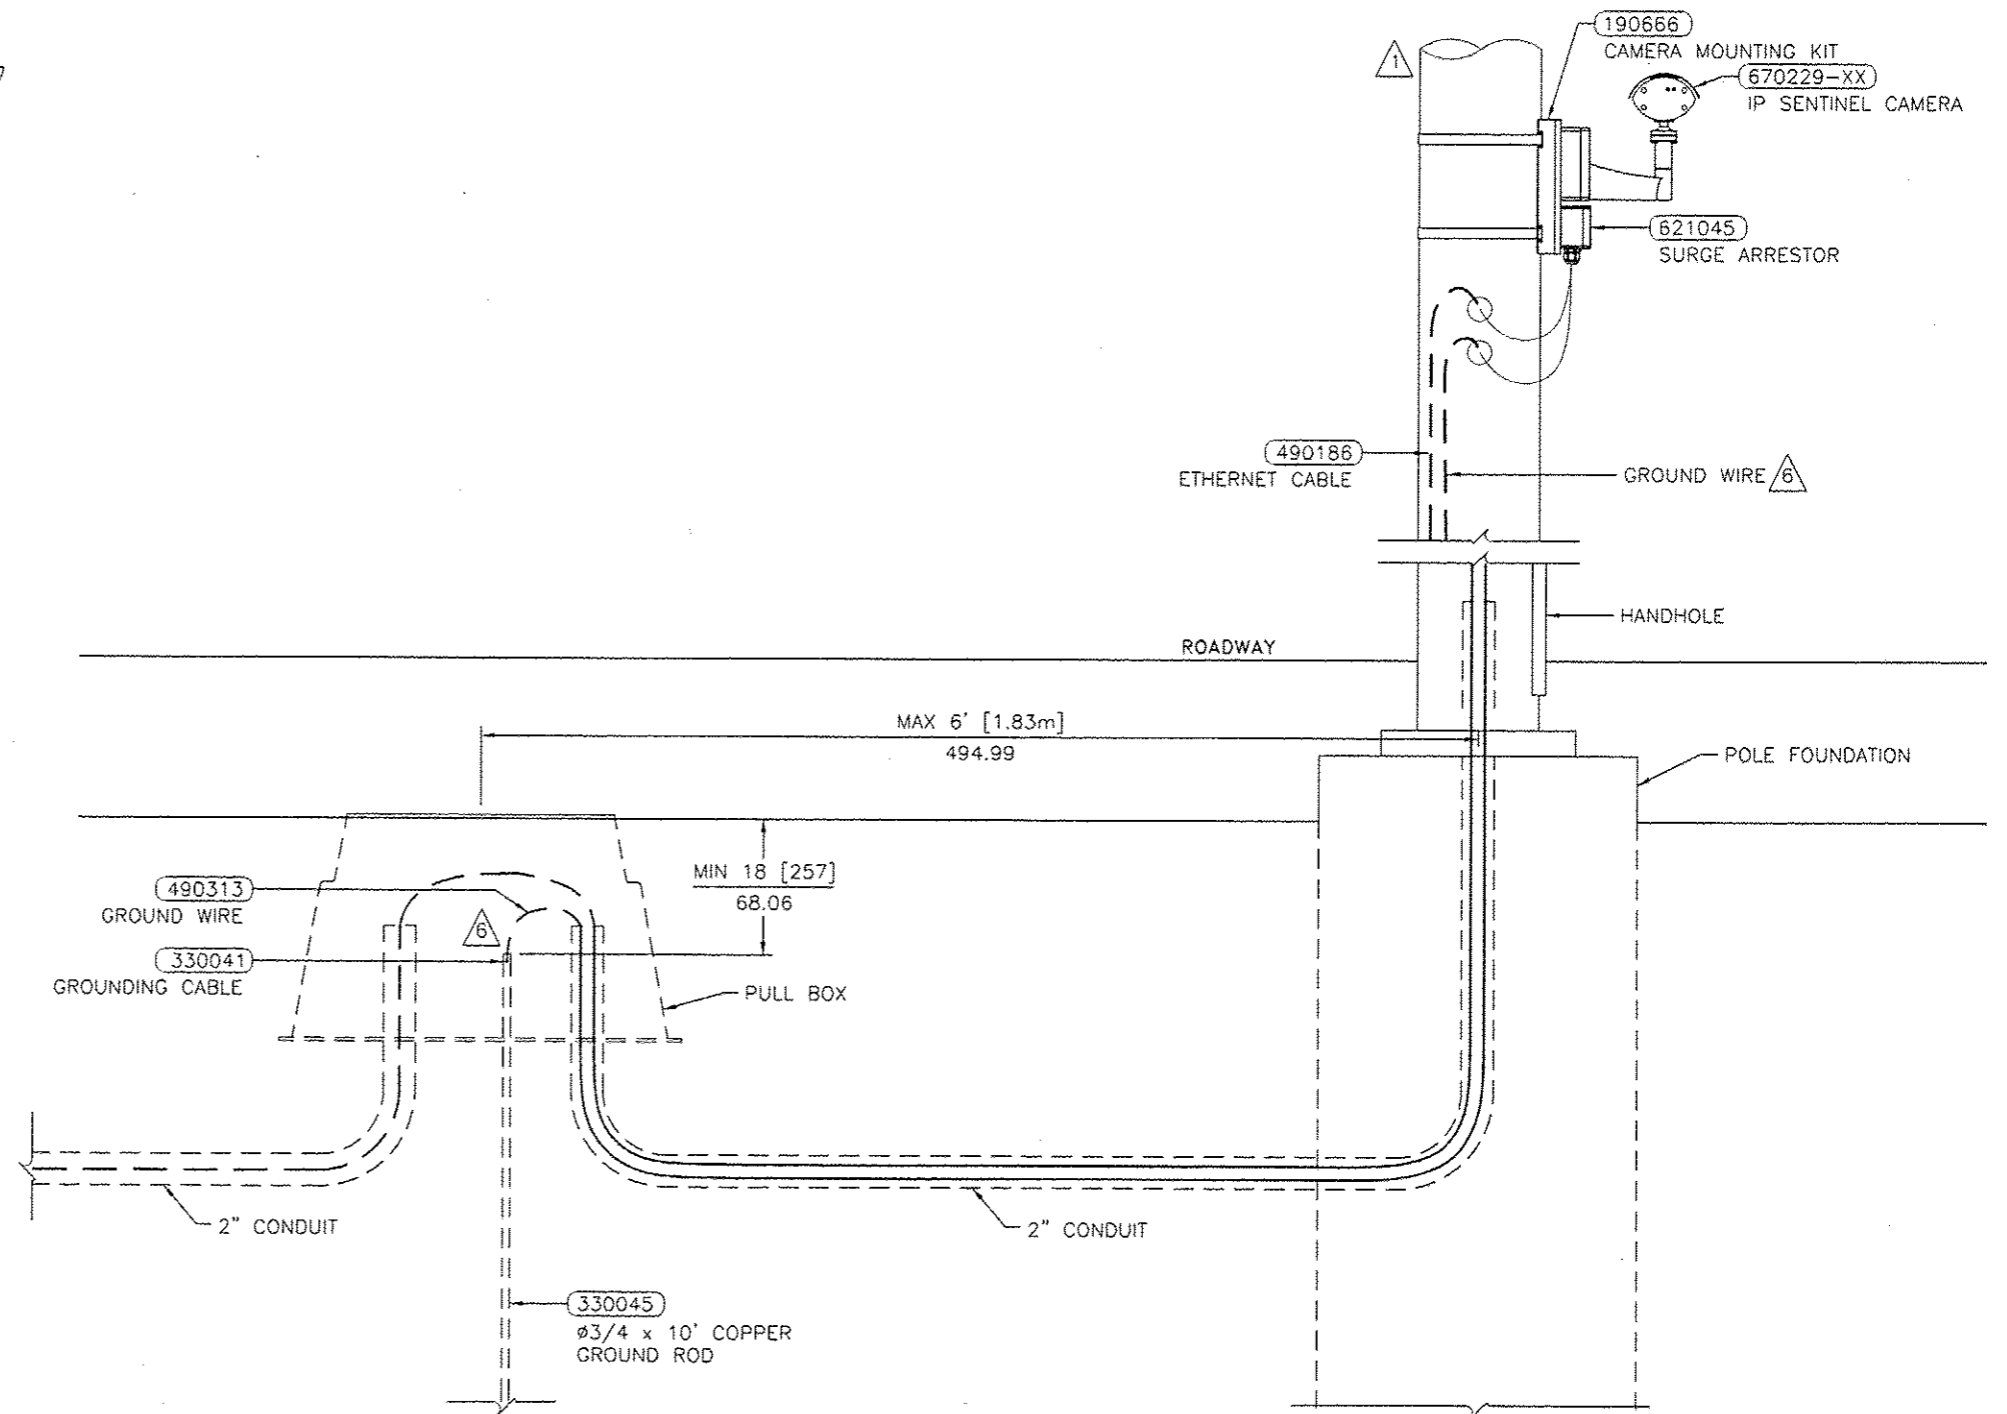 190666
CAMERA MOUNTING KIT
1
670229-XX
IP SENTINEL CAMERA
621045
SURGE ARRESTOR
490186
ETHERNET CABLE
GROUND WIRE 6
HANDHOLE
ROADWAY
MAX 6' [1.83m]
494.99
POLE FOUNDATION
MIN 18 [257]
68.06
490313
GROUND WIRE
6
330041
GROUNDING CABLE
PULL BOX
2" CONDUIT
2" CONDUIT
330045
ø3/4 x 10' COPPER
GROUND ROD